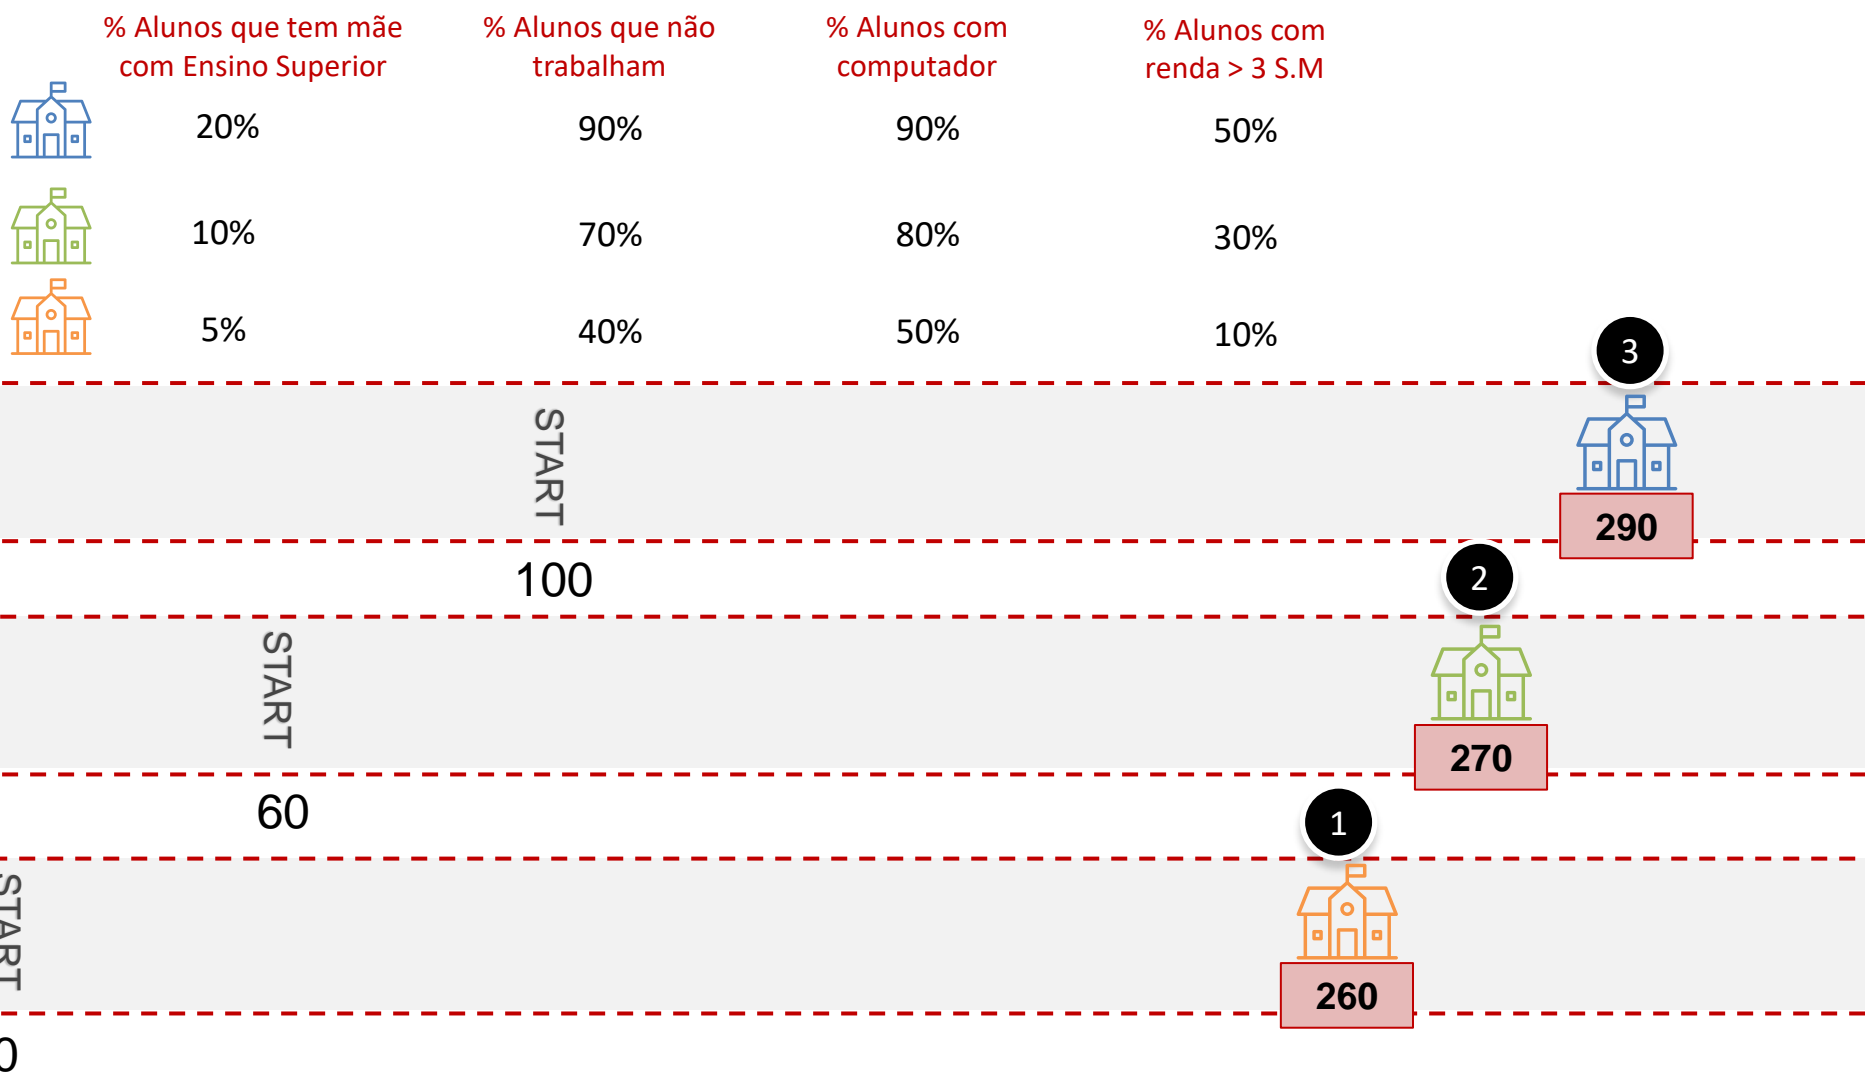 % Alunos que tem mãe
com Ensino Superior
% Alunos que não
trabalham
% Alunos com
computador
% Alunos com
renda > 3 S.M
20%
90%
90%
50%
10%
70%
80%
30%
5%
40%
50%
10%
3
START
290
100
2
START
270
60
1
START
260
0